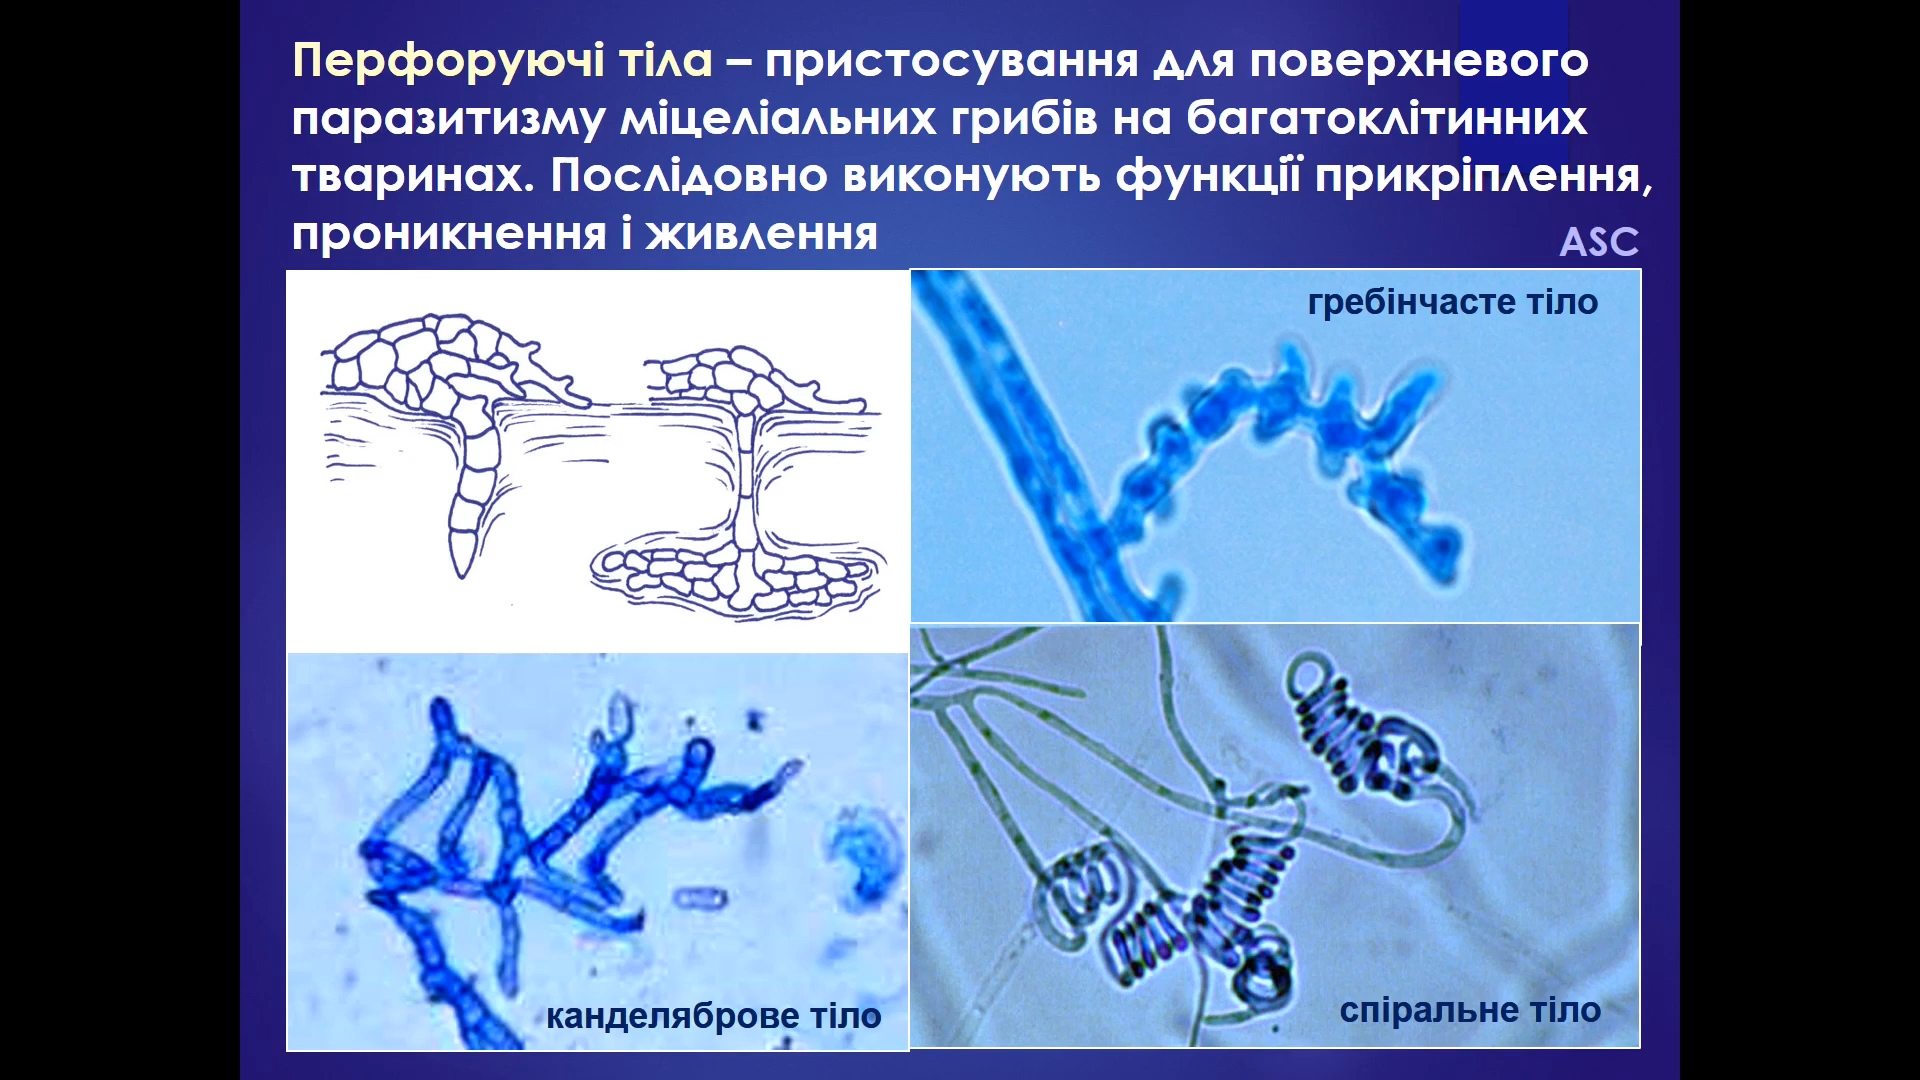 Перфоруючі тіла – пристосування для поверхневого
паразитизму міцеліальних грибів на багатоклітинних
тваринах. Послідовно виконують функції прикріплення,
проникнення і живлення
ASC
гребінчасте тіло
канделяброве тіло
спіральне тіло